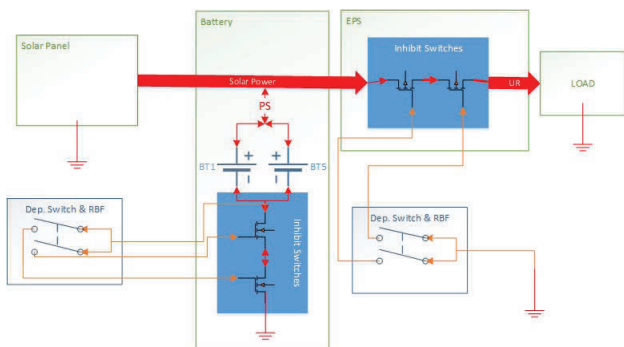 Solar Panel
Battery
EPS
Inhibit Switches
Solar Power
UR
LOAD
PS
BT1
BT5
Dep. Switch & RBF
Inhibit Switches
Dep. Switch & RBF